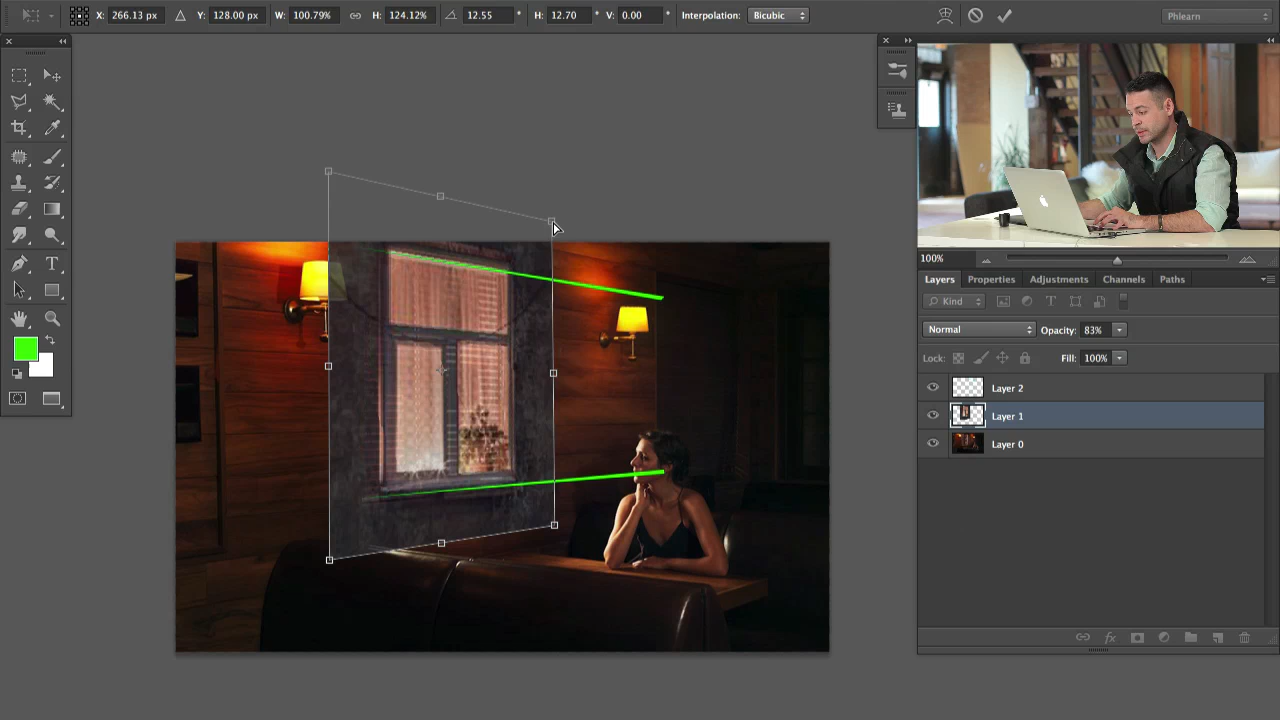 X: 266.13 px Y: 128.00 px W: 100.79% H: 124.12% 12.55 ° H: 12.70 ° V: 0.00 ° Interpolation: Bicubic Phlearn
100%
Layers Properties Adjustments Channels Paths
Kind T
Normal Opacity: 83%
Lock: Fill: 100%
Layer 2
Layer 1
Layer 0
fx
T